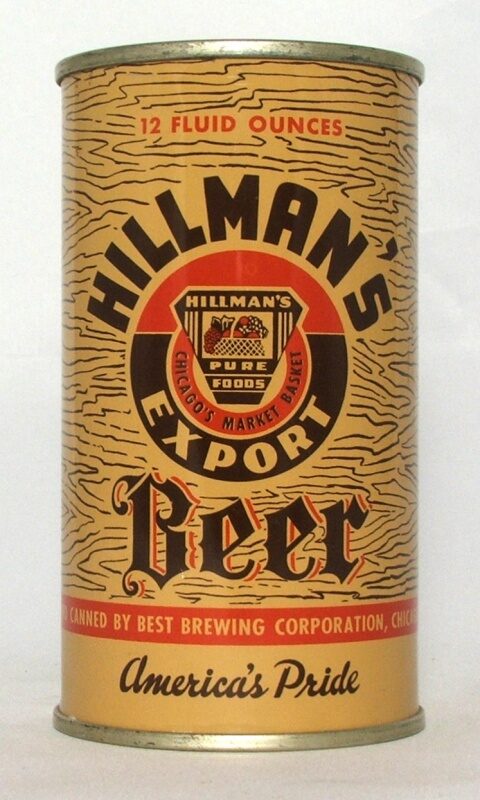 12 FLUID OUNCES
HILLMAN'S
HILLMAN'S
PURE
FOODS
CHICAGO'S MARKET BASKET
EXPORT
Beer
CANNED BY BEST BREWING CORPORATION,
America's Pride